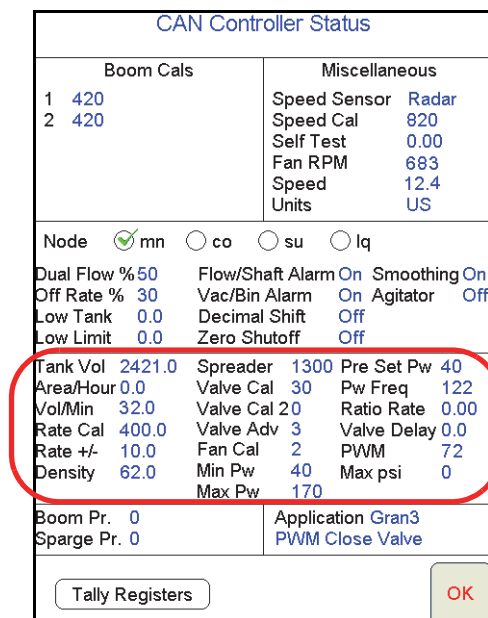 CAN Controller Status
Boom Cals
1 420
2 420
Miscellaneous
Speed Sensor Radar
Speed Cal 820
Self Test 0.00
Fan RPM 683
Speed 12.4
Units US
Node mn co su lq
Dual Flow % 50 Flow/Shaft Alarm On Smoothing On
Off Rate % 30 Vac/Bin Alarm On Agitator Off
Low Tank 0.0 Decimal Shift Off
Low Limit 0.0 Zero Shutoff Off
Tank Vol 2421.0 Spreader 1300 Pre Set Pw 40
Area/Hour 0.0 Valve Cal 30 Pw Freq 122
Vol/Min 32.0 Valve Cal 2 0 Ratio Rate 0.00
Rate Cal 400.0 Valve Adv 3 Valve Delay 0.0
Rate +/- 10.0 Fan Cal 2 PWM 72
Density 62.0 Min Pw 40 Max psi 0
Max Pw 170
Boom Pr. 0
Sparge Pr. 0
Application Gran3
PWM Close Valve
Tally Registers
OK